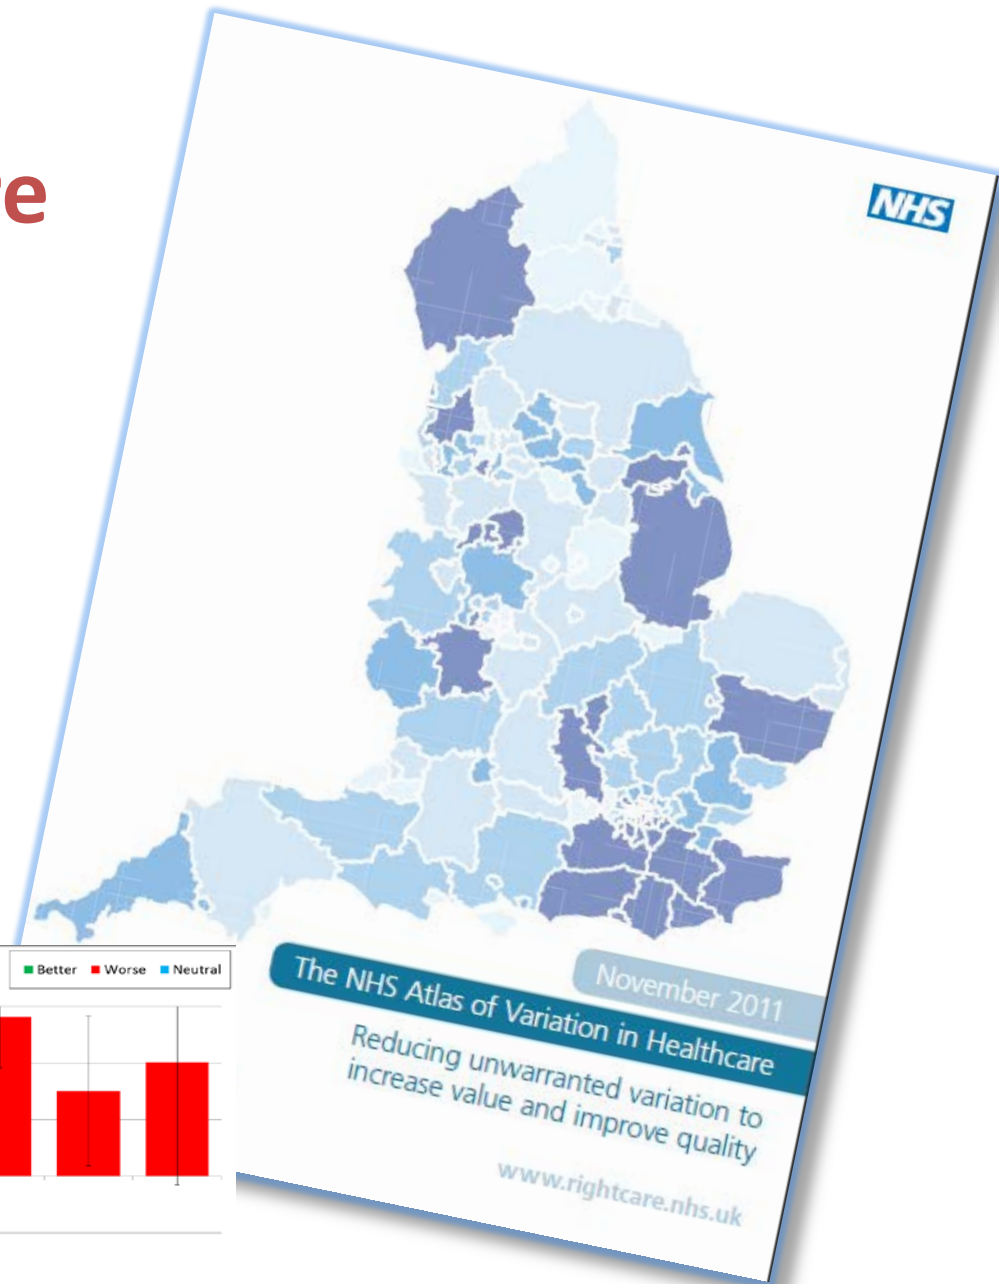 NHS
Better Worse Neutral
November 2011
The NHS Atlas of Variation in Healthcare
Reducing unwarranted variation to
increase value and improve quality
www.rightcare.nhs.uk